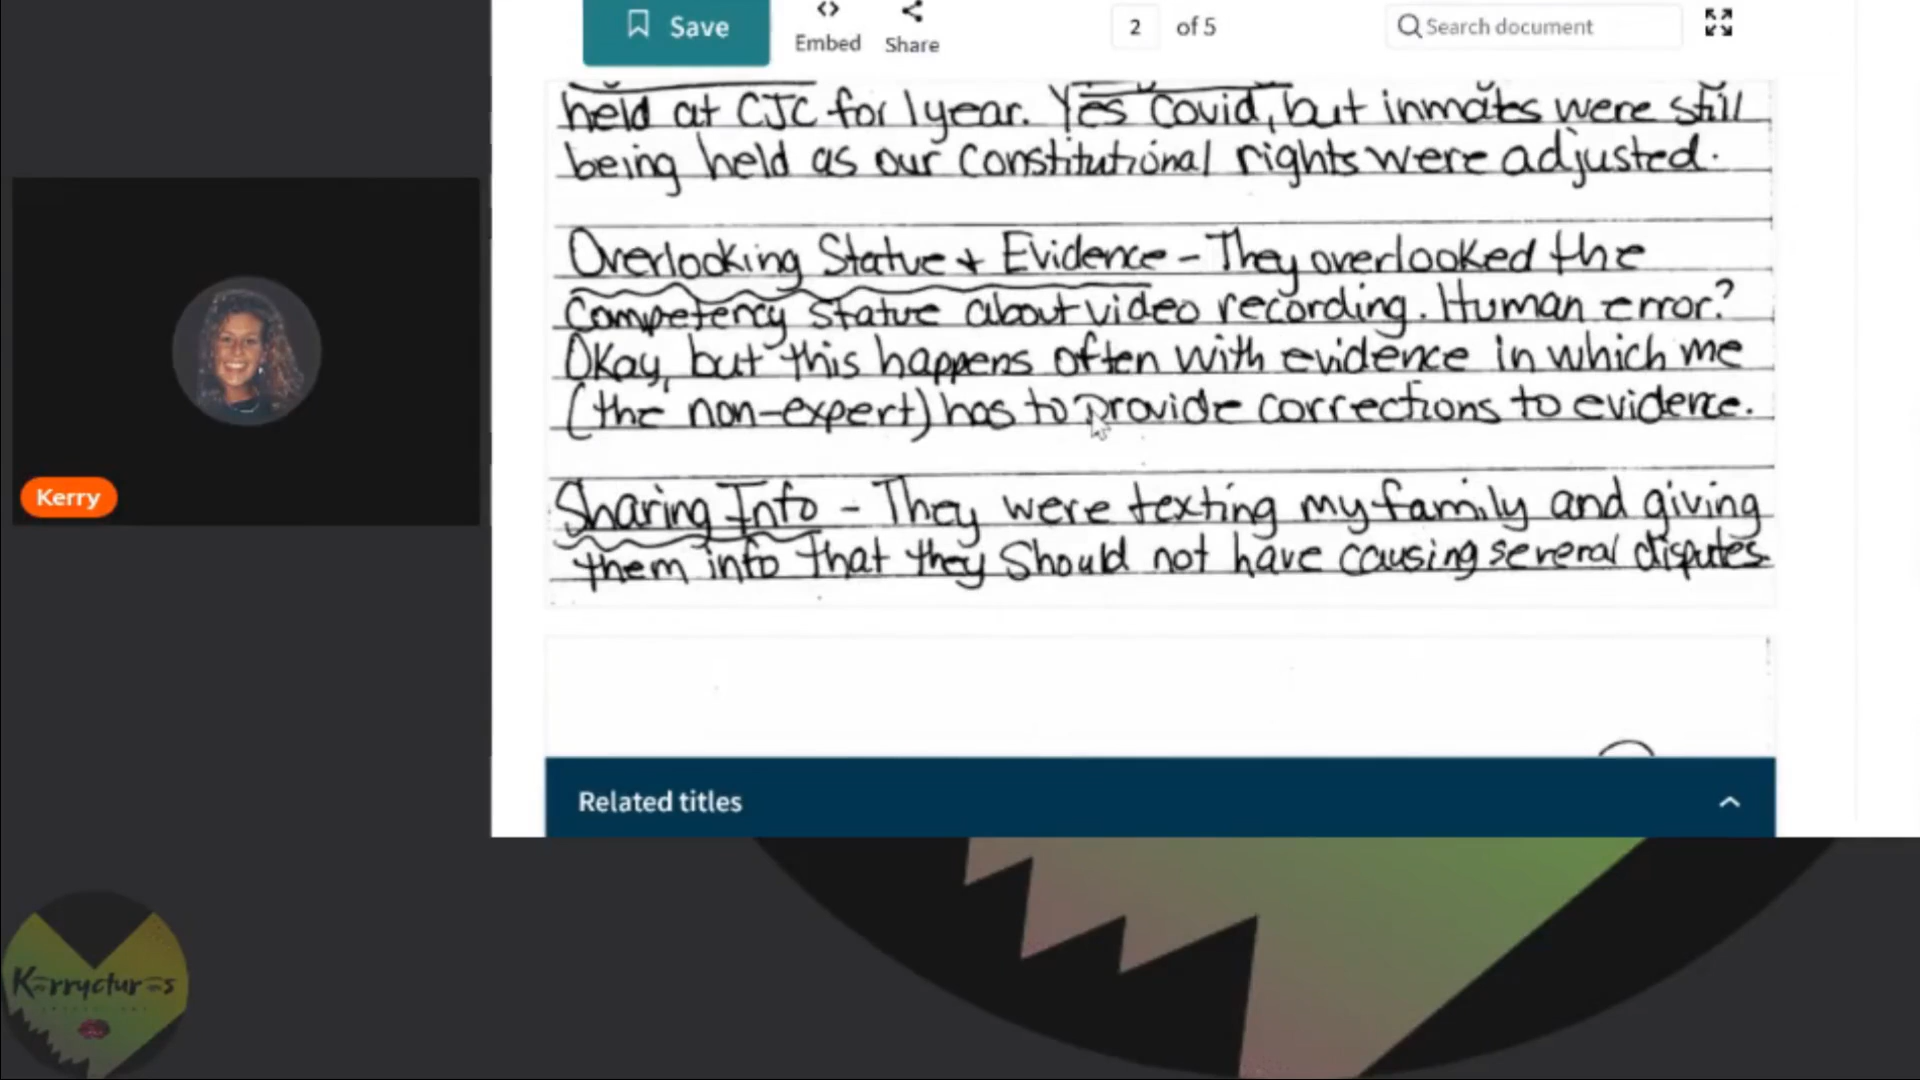 Save
Embed
Share
2 of 5
Search document
held at CJC for 1 year. Yes Covid, but inmates were still
being held as our constitutional rights were adjusted.
Overlooking Statue + Evidence - They overlooked the
Competency Statue about video recording. Human error?
Okay, but this happens often with evidence in which me
(the non-expert) has to provide corrections to evidence.
Sharing Info - They were texting my family and giving
them info that they should not have causing several disputes
Related titles
Kerry